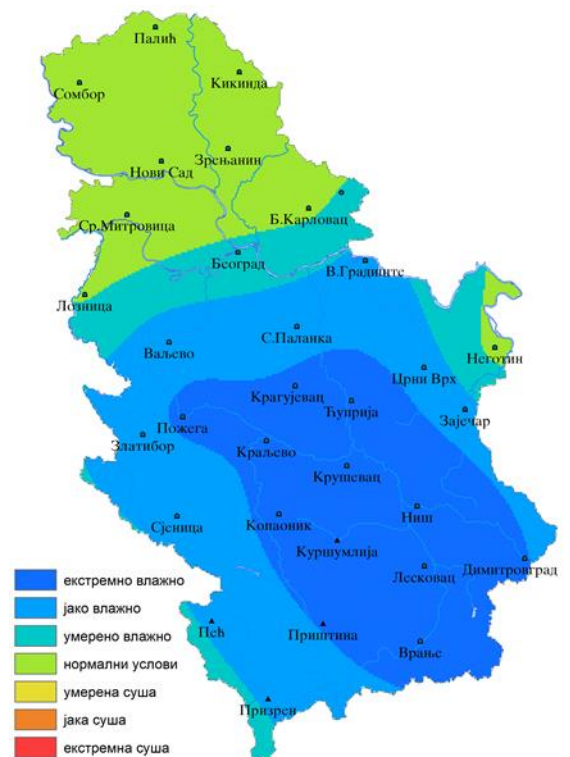 Палић
Кикинда
Сомбор
Зрењанин
Нови Сад
Б.Карловац
Ср.Митровица
Београд
В.Градиште
Лозница
С.Паланка
Ваљево
Неготин
Црни Врх
Крагујевац
Ћуприја
Зајечар
Пожега
Златибор
Краљево
Крушевац
Ниш
Сјеница
Копаоник
Куршумлија
Димитровград
Лесковац
Пећ
Приштина
Врање
Призрен
екстремно влажно
јако влажно
умерено влажно
нормални услови
умерена суша
јака суша
екстремна суша